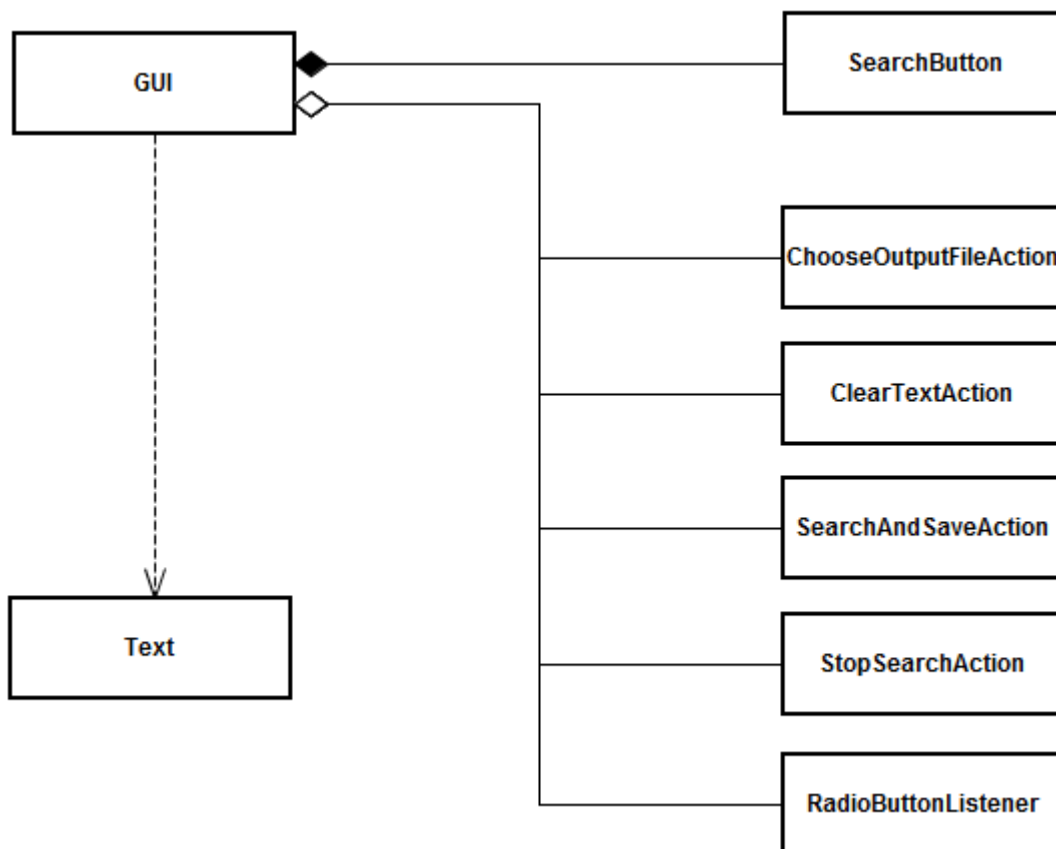 GUI
SearchButton
ChooseOutputFileAction
ClearTextAction
SearchAndSaveAction
Text
StopSearchAction
RadioButtonListener